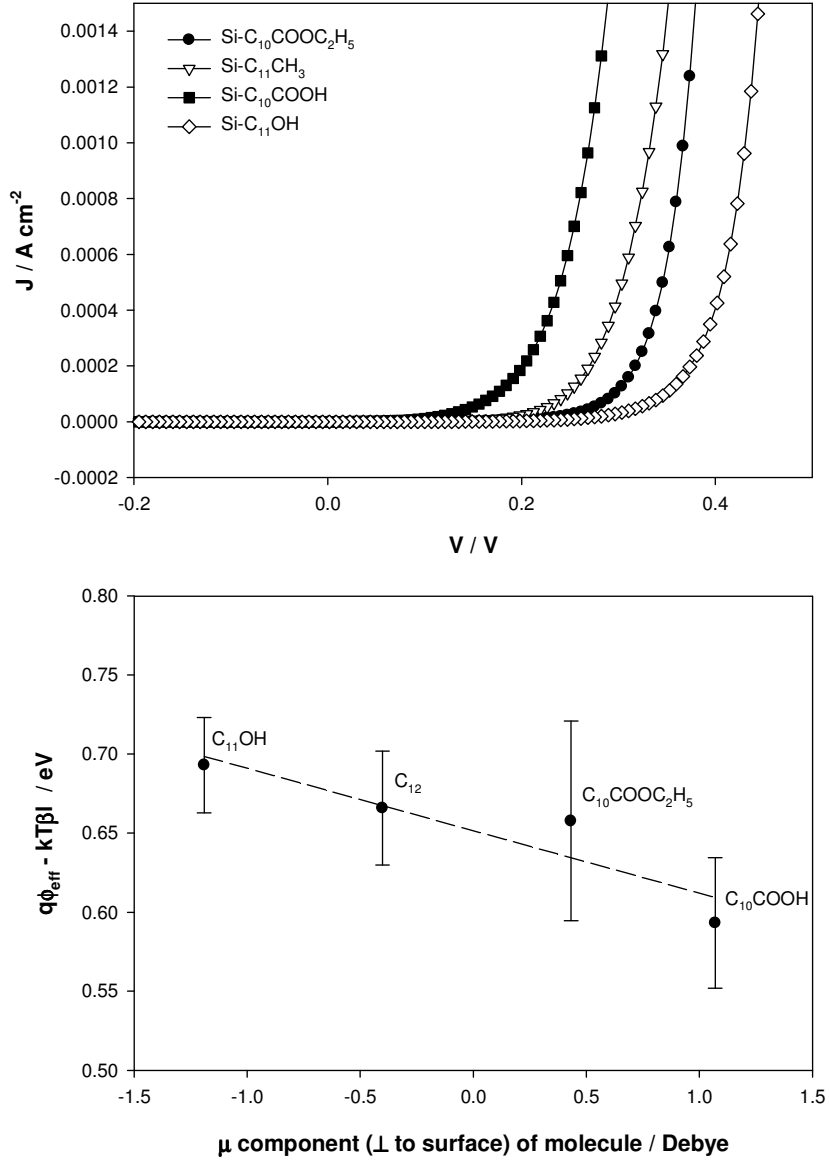 0.0014
0.0012
0.0010
0.0008
0.0006
0.0004
0.0002
0.0000
-0.0002
J / A cm⁻²
Si-C₁₀COOC₂H₅
Si-C₁₁CH₃
Si-C₁₀COOH
Si-C₁₁OH
-0.2 0.0 0.2 0.4
V / V
0.80
0.75
0.70
0.65
0.60
0.55
0.50
qϕeff - kTβl / eV
C₁₁OH
C₁₂
C₁₀COOC₂H₅
C₁₀COOH
-1.5 -1.0 -0.5 0.0 0.5 1.0 1.5
μ component (⊥ to surface) of molecule / Debye